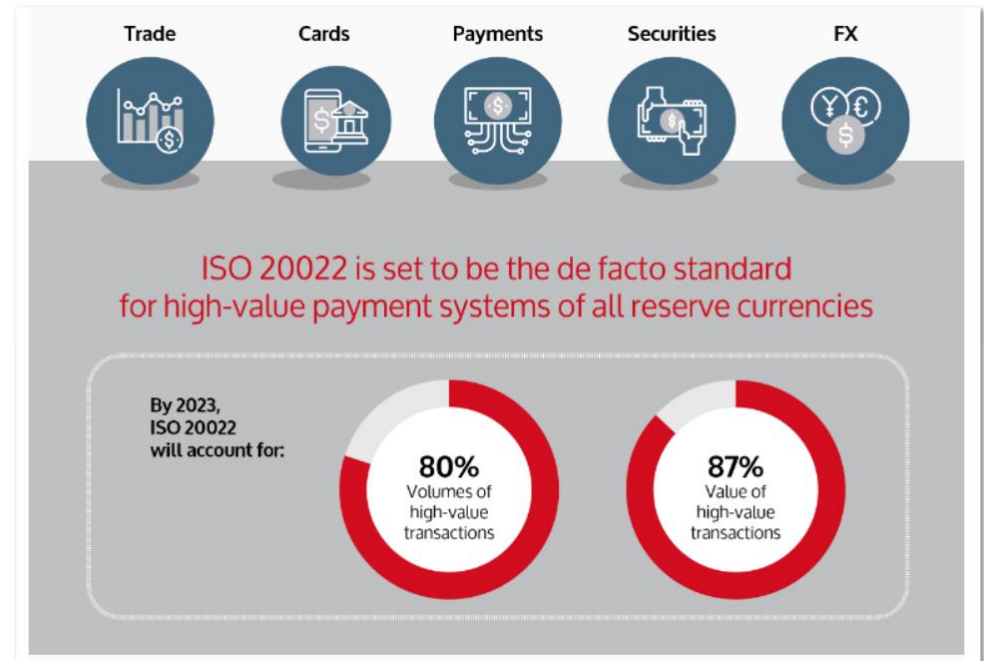 Trade
Cards
Payments
Securities
FX
ISO 20022 is set to be the de facto standard
for high-value payment systems of all reserve currencies
By 2023,
ISO 20022
will account for:
80%
Volumes of
high-value
transactions
87%
Value of
high-value
transactions